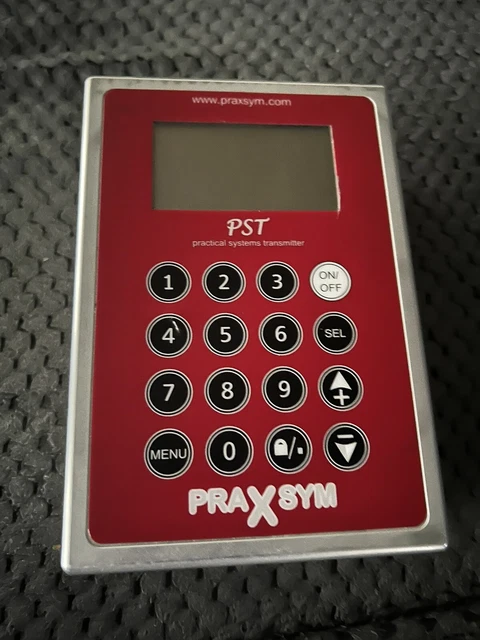 www.praxsym.com
PST
practical systems transmitter
1 2 3 ON/
OFF
4 5 6 SEL
7 8 9 +
MENU 0 /. −
PRAXSYM